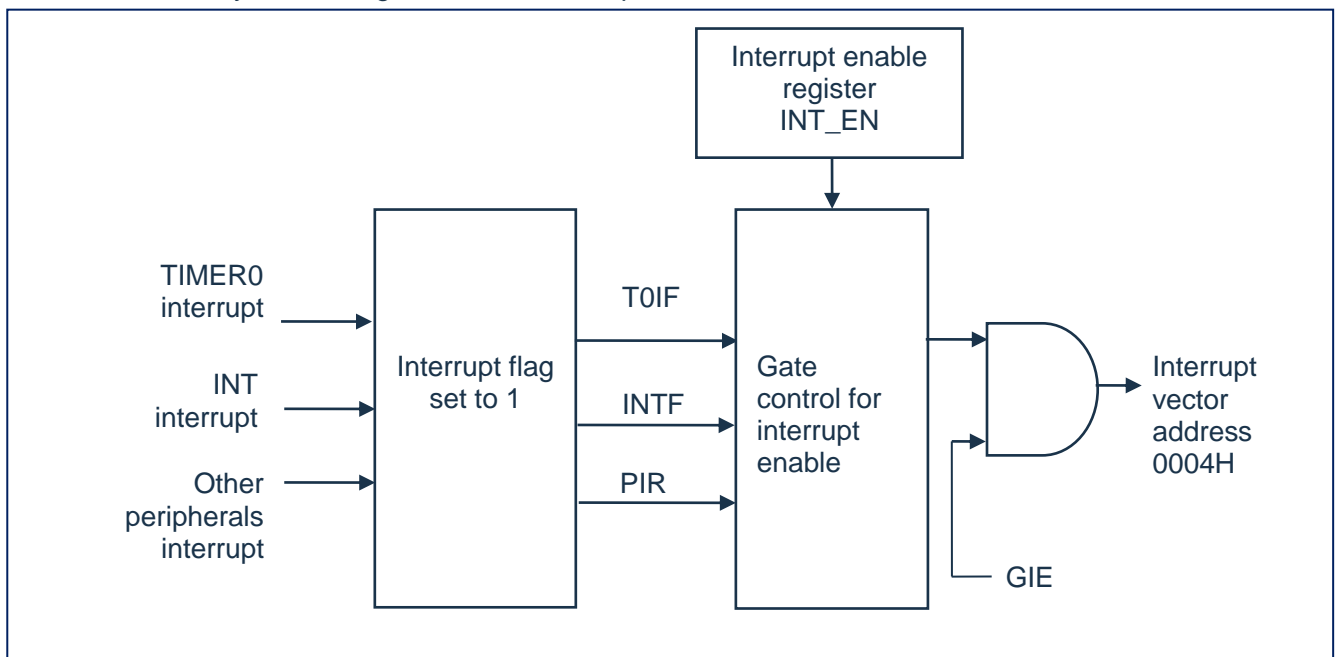 Interrupt enable
register
INT_EN
TIMER0
interrupt
INT
interrupt
Other
peripherals
interrupt
Interrupt flag
set to 1
T0IF
INTF
PIR
Gate
control for
interrupt
enable
Interrupt
vector
address
0004H
GIE